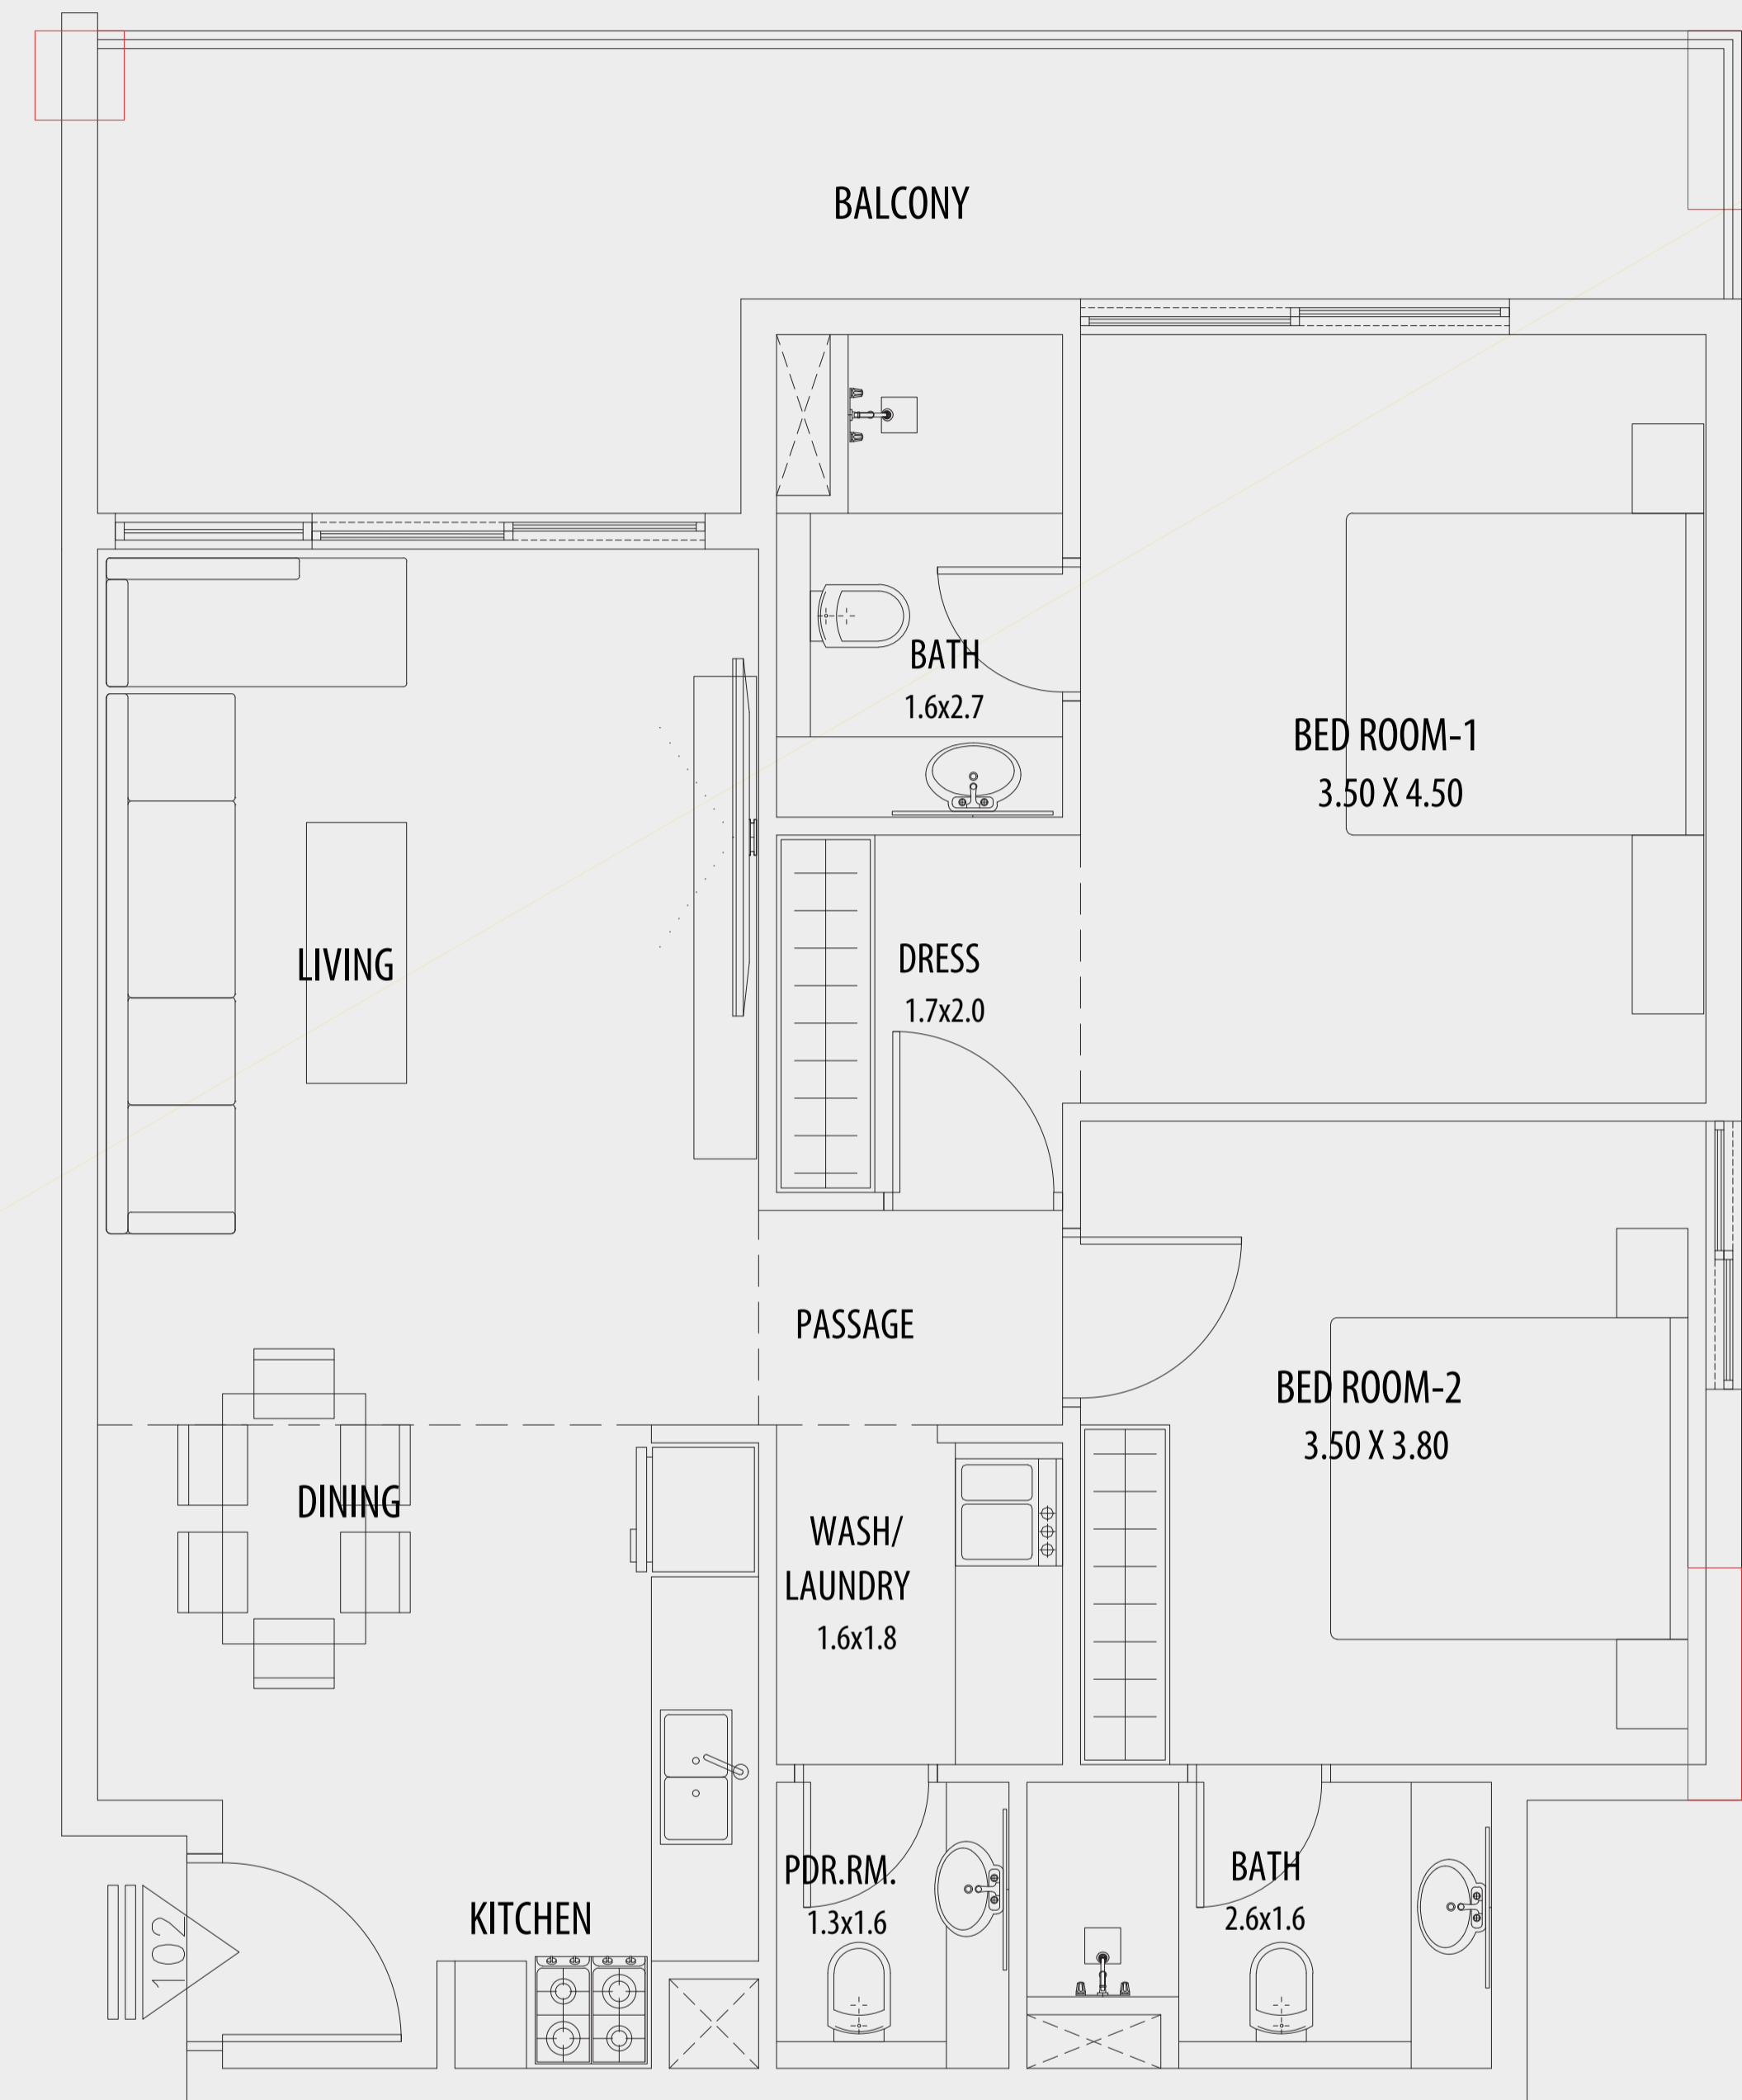 BALCONY
BATH
1.6x2.7
BED ROOM-1
3.50 X 4.50
LIVING
DRESS
1.7x2.0
PASSAGE
BED ROOM-2
3.50 X 3.80
DINING
WASH/
LAUNDRY
1.6x1.8
PDR.RM.
1.3x1.6
BATH
2.6x1.6
KITCHEN
102